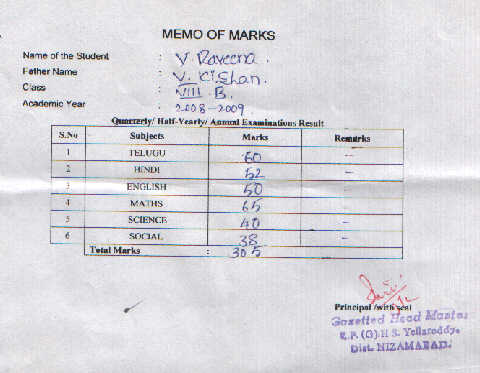 MEMO OF MARKS
Name of the Student : V. Raveena.
Father Name : V. Kishan.
Class : VIII B.
Academic Year : 2008-2009.
Quarterly/ Half-Yearly/ Annual Examinations Result
S.No Subjects Marks Remarks
1 TELUGU 60 —
2 HINDI 52 —
3 ENGLISH 50 —
4 MATHS 65 —
5 SCIENCE 40 —
6 SOCIAL 38 —
Total Marks : 305
Principal /with seal
Gazetted Head Master
Z.P. (G) H S. Yellareddy.
Dist. NIZAMABAD.